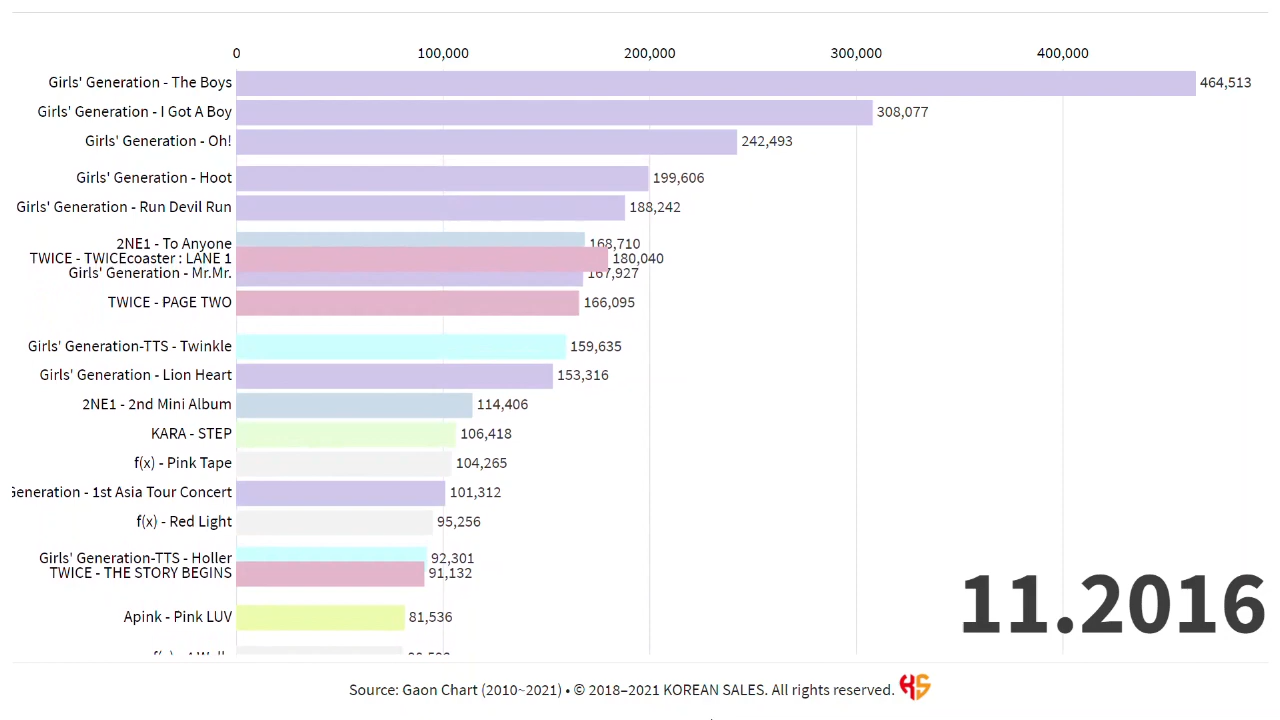 0 100,000 200,000 300,000 400,000
Girls' Generation - The Boys 464,513
Girls' Generation - I Got A Boy 308,077
Girls' Generation - Oh! 242,493
Girls' Generation - Hoot 199,606
Girls' Generation - Run Devil Run 188,242
2NE1 - To Anyone 168,710
TWICE - TWICEcoaster : LANE 1 180,040
Girls' Generation - Mr.Mr. 167,927
TWICE - PAGE TWO 166,095
Girls' Generation-TTS - Twinkle 159,635
Girls' Generation - Lion Heart 153,316
2NE1 - 2nd Mini Album 114,406
KARA - STEP 106,418
f(x) - Pink Tape 104,265
Generation - 1st Asia Tour Concert 101,312
f(x) - Red Light 95,256
Girls' Generation-TTS - Holler 92,301
TWICE - THE STORY BEGINS 91,132
Apink - Pink LUV 81,536
11.2016
Source: Gaon Chart (2010~2021) • © 2018–2021 KOREAN SALES. All rights reserved. KS